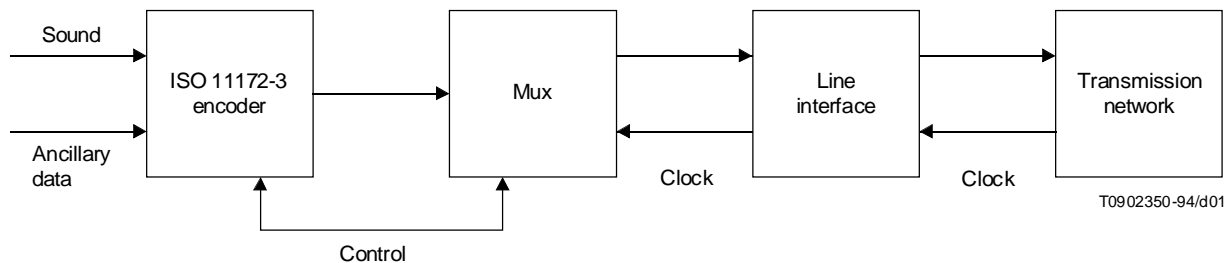 Sound
ISO 11172-3
encoder
Mux
Line
interface
Transmission
network
Ancillary
data
Clock
Clock
T0902350-94/d01
Control